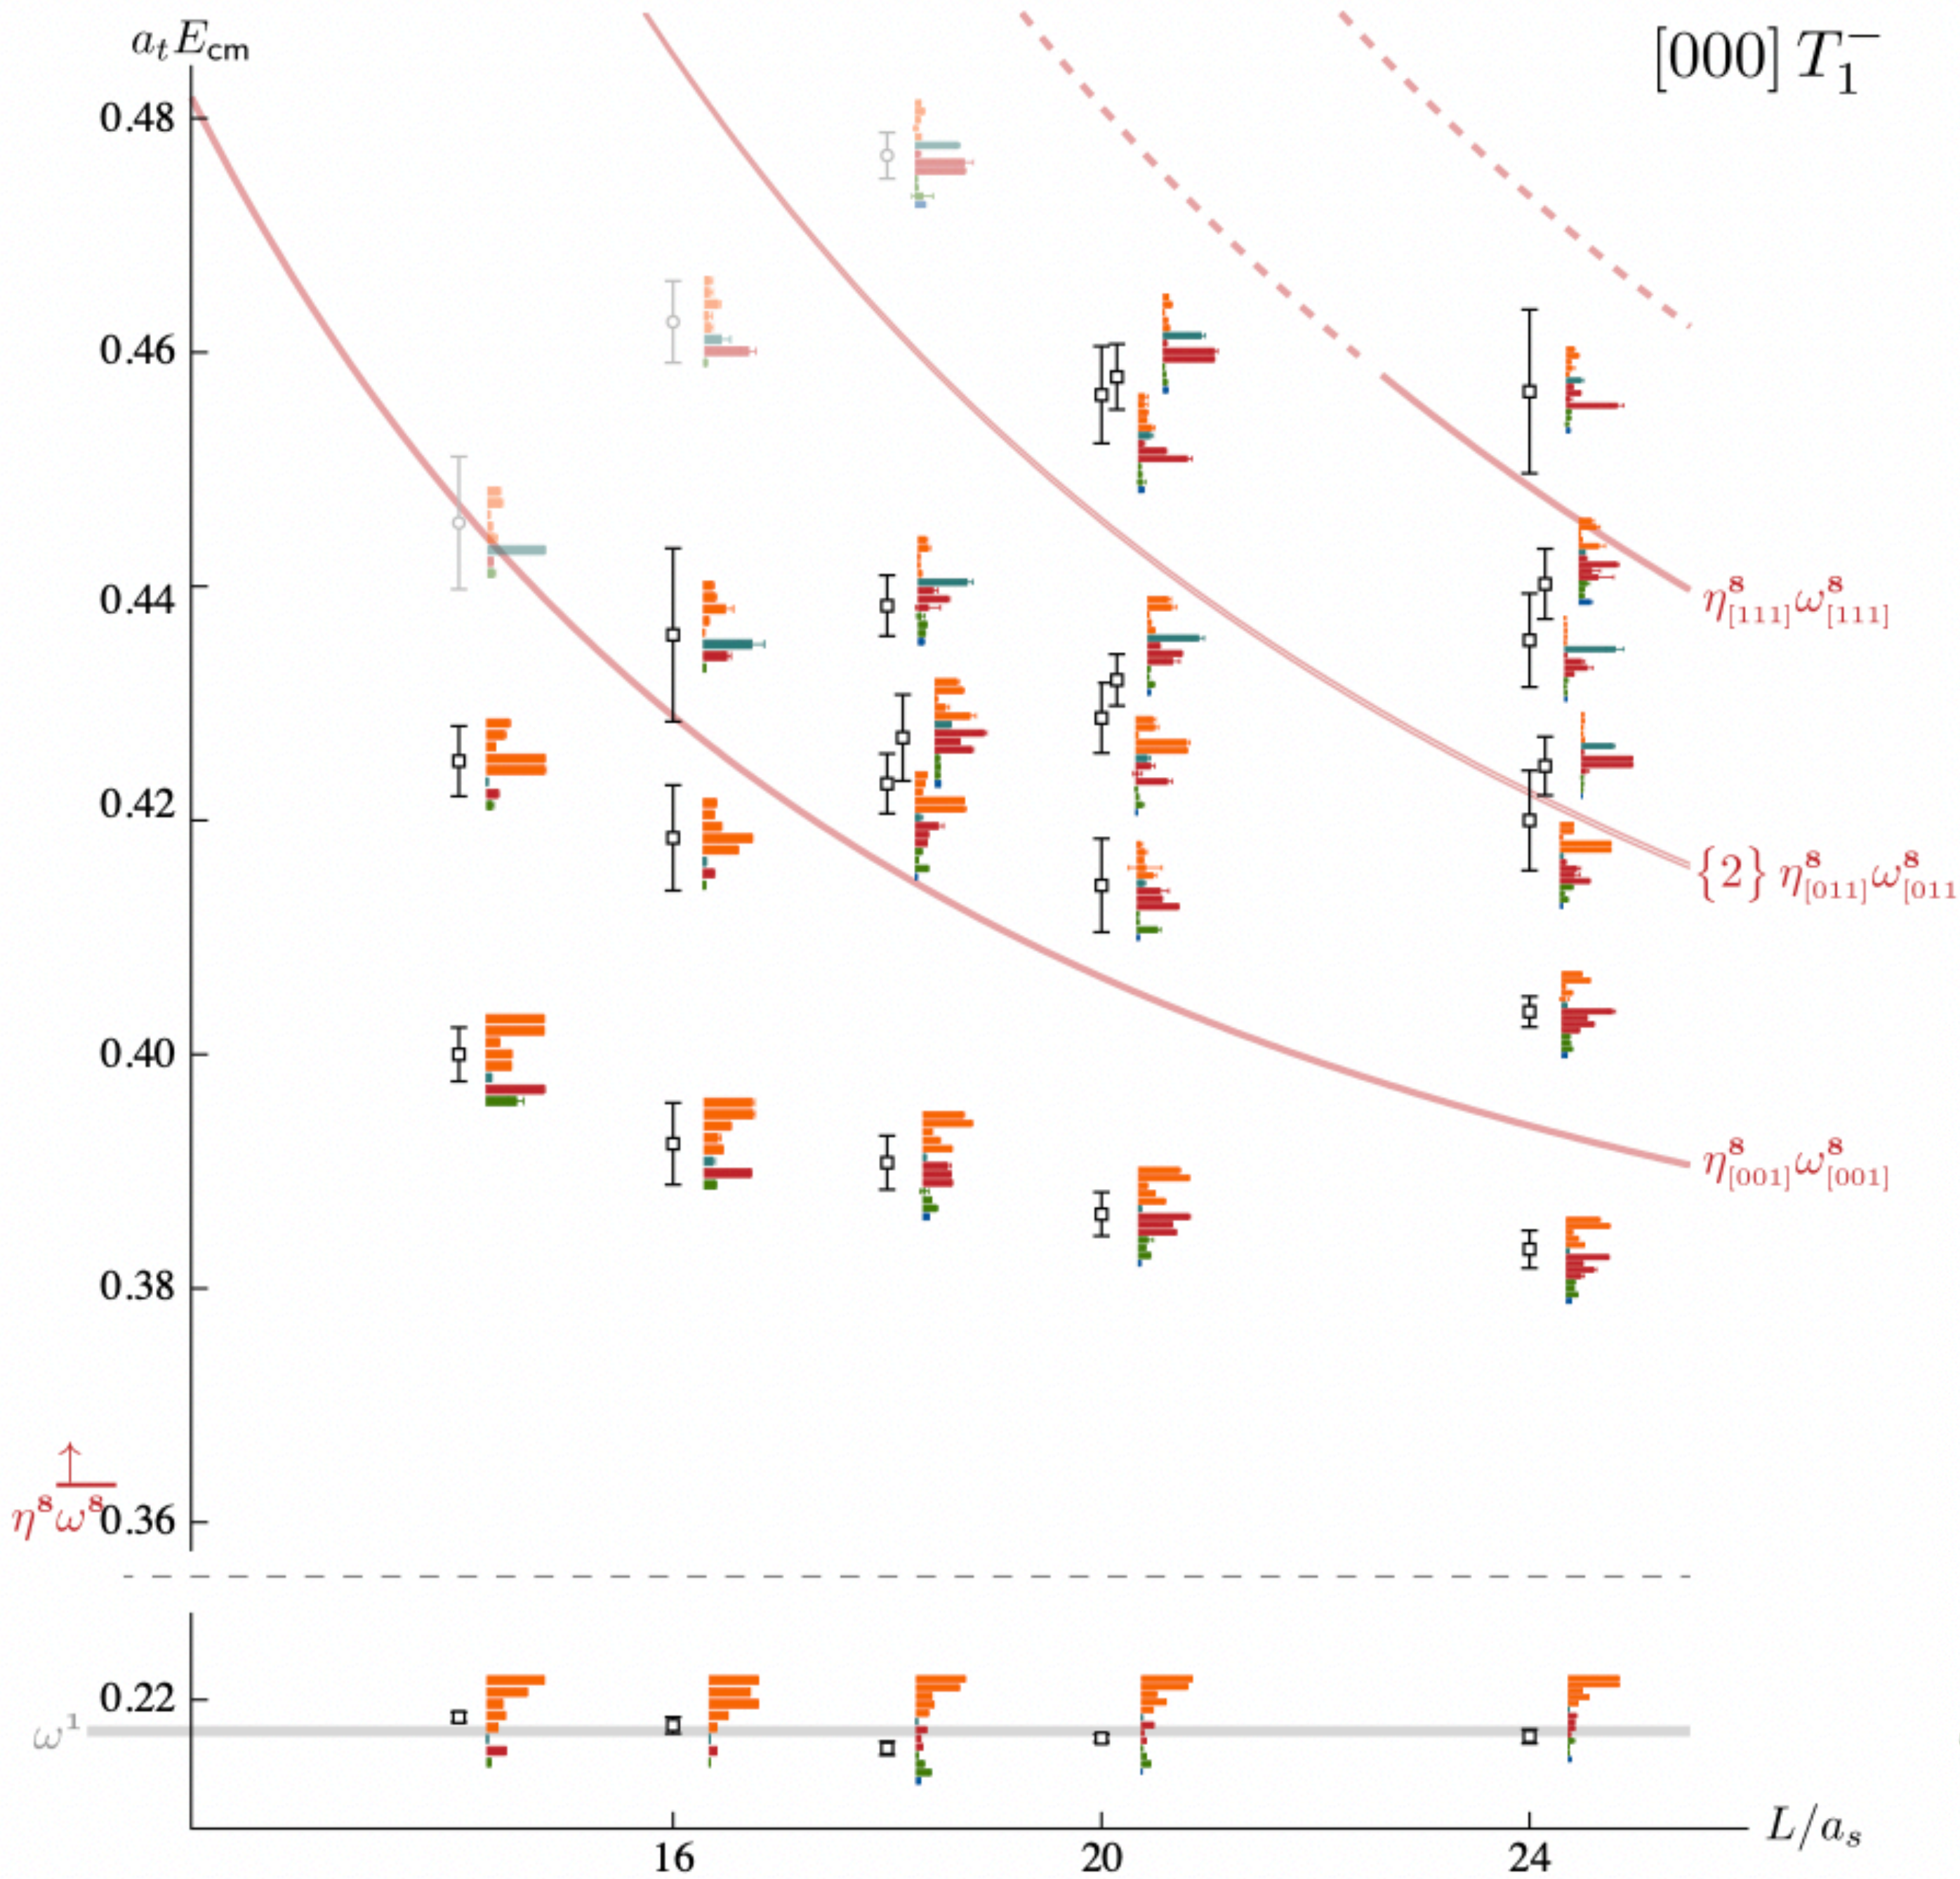 a_t E_cm
[000] T_1^-
0.48
0.46
0.44
η^8_[111] ω^8_[111]
0.42
{2} η^8_[011] ω^8_[011
0.40
η^8_[001] ω^8_[001]
0.38
η^8 ω^8
0.36
0.22
ω^1
L/a_s
16
20
24